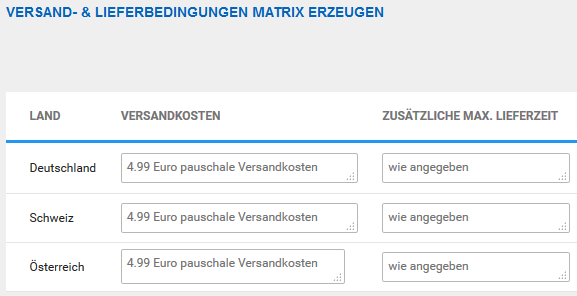 VERSAND- & LIEFERBEDINGUNGEN MATRIX ERZEUGEN
LAND VERSANDKOSTEN ZUSÄTZLICHE MAX. LIEFERZEIT
Deutschland 4.99 Euro pauschale Versandkosten wie angegeben
Schweiz 4.99 Euro pauschale Versandkosten wie angegeben
Österreich 4.99 Euro pauschale Versandkosten wie angegeben